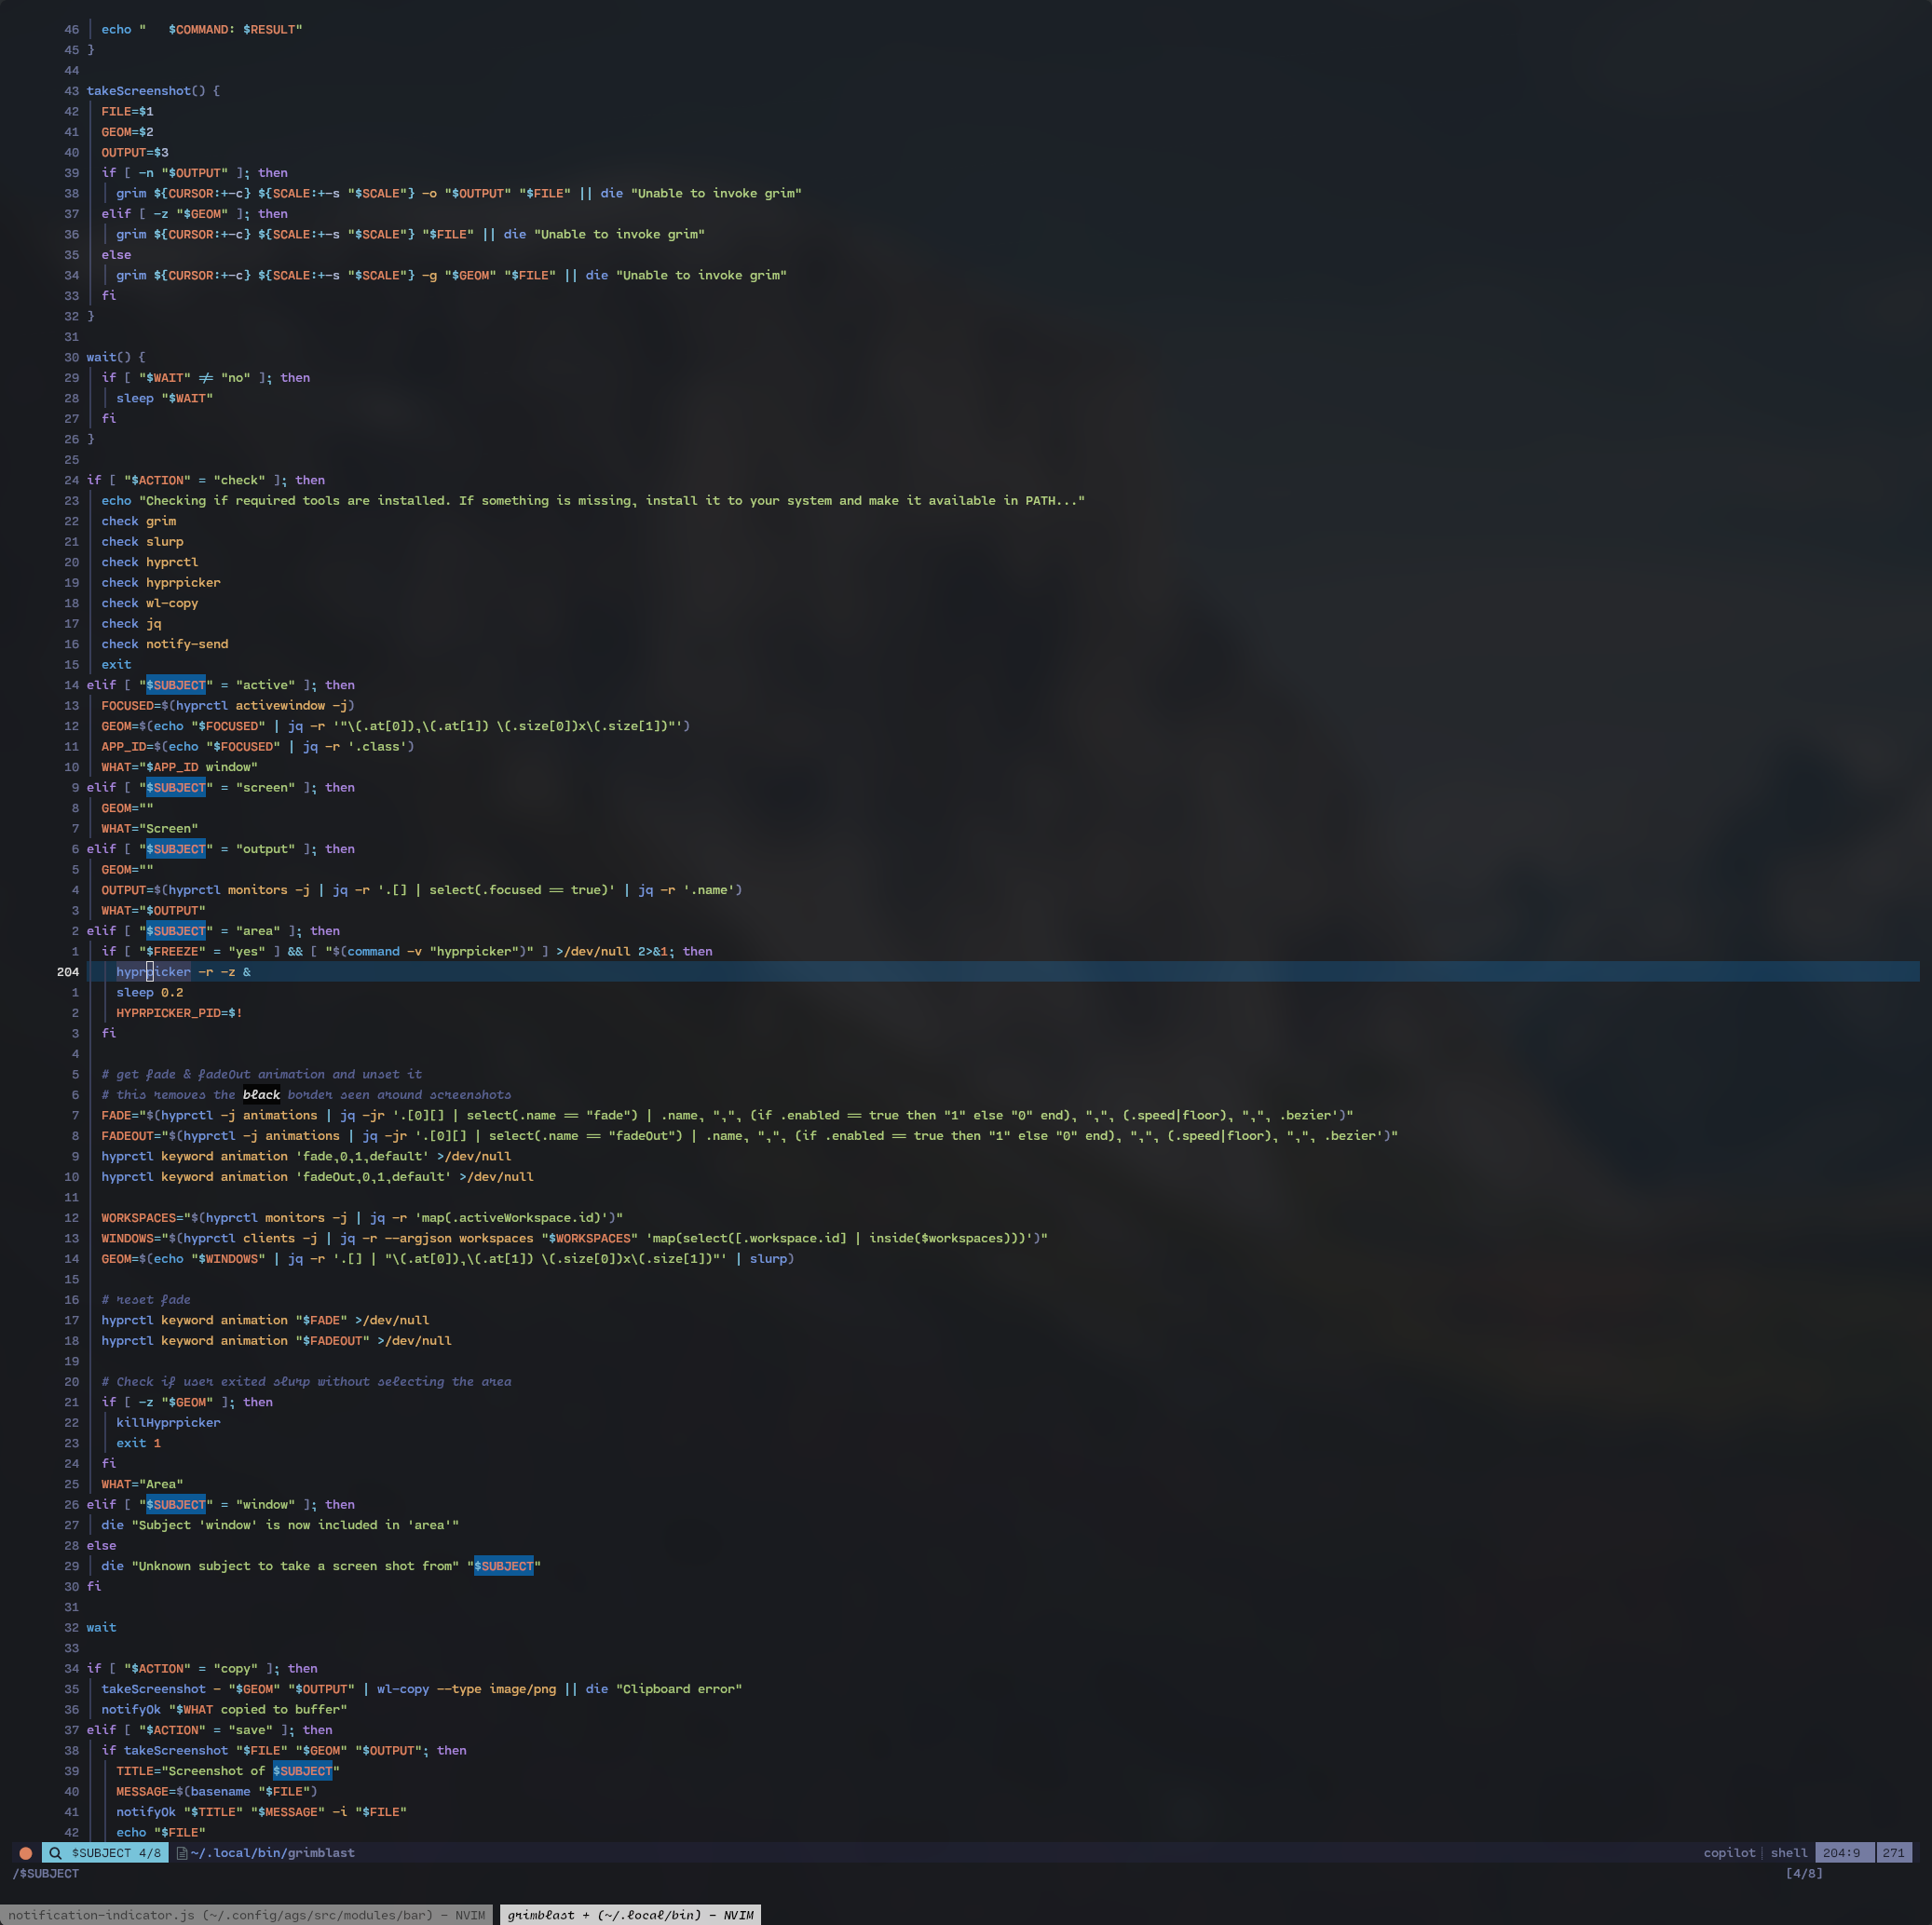 46 echo "   $COMMAND: $RESULT"
45 }
44
43 takeScreenshot() {
42 FILE=$1
41 GEOM=$2
40 OUTPUT=$3
39 if [ -n "$OUTPUT" ]; then
38 grim ${CURSOR:+-c} ${SCALE:+-s "$SCALE"} -o "$OUTPUT" "$FILE" || die "Unable to invoke grim"
37 elif [ -z "$GEOM" ]; then
36 grim ${CURSOR:+-c} ${SCALE:+-s "$SCALE"} "$FILE" || die "Unable to invoke grim"
35 else
34 grim ${CURSOR:+-c} ${SCALE:+-s "$SCALE"} -g "$GEOM" "$FILE" || die "Unable to invoke grim"
33 fi
32 }
31
30 wait() {
29 if [ "$WAIT" != "no" ]; then
28 sleep "$WAIT"
27 fi
26 }
25
24 if [ "$ACTION" = "check" ]; then
23 echo "Checking if required tools are installed. If something is missing, install it to your system and make it available in PATH..."
22 check grim
21 check slurp
20 check hyprctl
19 check hyprpicker
18 check wl-copy
17 check jq
16 check notify-send
15 exit
14 elif [ "$SUBJECT" = "active" ]; then
13 FOCUSED=$(hyprctl activewindow -j)
12 GEOM=$(echo "$FOCUSED" | jq -r '"\(.at[0]),\(.at[1]) \(.size[0])x\(.size[1])"')
11 APP_ID=$(echo "$FOCUSED" | jq -r '.class')
10 WHAT="$APP_ID window"
9 elif [ "$SUBJECT" = "screen" ]; then
8 GEOM=""
7 WHAT="Screen"
6 elif [ "$SUBJECT" = "output" ]; then
5 GEOM=""
4 OUTPUT=$(hyprctl monitors -j | jq -r '.[] | select(.focused == true)' | jq -r '.name')
3 WHAT="$OUTPUT"
2 elif [ "$SUBJECT" = "area" ]; then
1 if [ "$FREEZE" = "yes" ] && [ "$(command -v "hyprpicker")" ] >/dev/null 2>&1; then
204 hyprpicker -r -z &
1 sleep 0.2
2 HYPRPICKER_PID=$!
3 fi
4
5 # get fade & fadeOut animation and unset it
6 # this removes the black border seen around screenshots
7 FADE="$(hyprctl -j animations | jq -jr '.[0][] | select(.name == "fade") | .name, ",", (if .enabled == true then "1" else "0" end), ",", (.speed|floor), ",", .bezier')"
8 FADEOUT="$(hyprctl -j animations | jq -jr '.[0][] | select(.name == "fadeOut") | .name, ",", (if .enabled == true then "1" else "0" end), ",", (.speed|floor), ",", .bezier')"
9 hyprctl keyword animation 'fade,0,1,default' >/dev/null
10 hyprctl keyword animation 'fadeOut,0,1,default' >/dev/null
11
12 WORKSPACES="$(hyprctl monitors -j | jq -r 'map(.activeWorkspace.id)')"
13 WINDOWS="$(hyprctl clients -j | jq -r --argjson workspaces "$WORKSPACES" 'map(select([.workspace.id] | inside($workspaces)))')"
14 GEOM=$(echo "$WINDOWS" | jq -r '.[] | "\(.at[0]),\(.at[1]) \(.size[0])x\(.size[1])"' | slurp)
15
16 # reset fade
17 hyprctl keyword animation "$FADE" >/dev/null
18 hyprctl keyword animation "$FADEOUT" >/dev/null
19
20 # Check if user exited slurp without selecting the area
21 if [ -z "$GEOM" ]; then
22 killHyprpicker
23 exit 1
24 fi
25 WHAT="Area"
26 elif [ "$SUBJECT" = "window" ]; then
27 die "Subject 'window' is now included in 'area'"
28 else
29 die "Unknown subject to take a screen shot from" "$SUBJECT"
30 fi
31
32 wait
33
34 if [ "$ACTION" = "copy" ]; then
35 takeScreenshot - "$GEOM" "$OUTPUT" | wl-copy --type image/png || die "Clipboard error"
36 notifyOk "$WHAT copied to buffer"
37 elif [ "$ACTION" = "save" ]; then
38 if takeScreenshot "$FILE" "$GEOM" "$OUTPUT"; then
39 TITLE="Screenshot of $SUBJECT"
40 MESSAGE=$(basename "$FILE")
41 notifyOk "$TITLE" "$MESSAGE" -i "$FILE"
42 echo "$FILE"
$SUBJECT 4/8 ~/.local/bin/grimblast copilot | shell 204:9 271
/$SUBJECT [4/8]
notification-indicator.js (~/.config/ags/src/modules/bar) - NVIM grimblast + (~/.local/bin) - NVIM